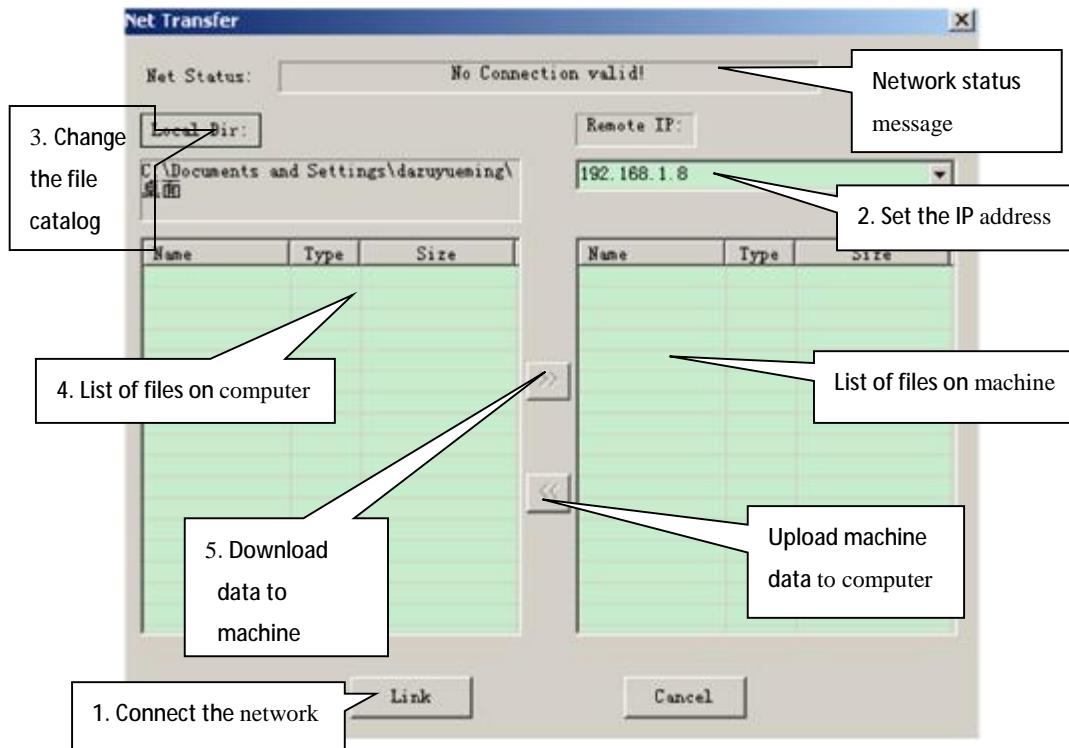 Net Transfer
Net Status:
No Connection valid!
Network status
message
3. Change
the file
catalog
Local Dir:
Remote IP:
C:\Documents and Settings\dazuyueming\
桌面
192.168.1.8
2. Set the IP address
Name Type Size
Name Type Size
4. List of files on computer
>>
List of files on machine
<<
5. Download
data to
machine
Upload machine
data to computer
Link
Cancel
1. Connect the network